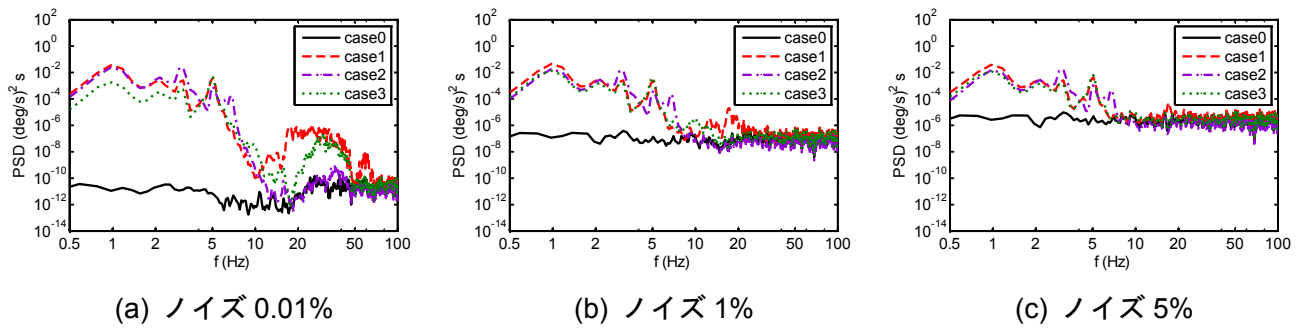 10^2
10^0
10^-2
10^-4
10^-6
10^-8
10^-10
10^-12
10^-14
PSD (deg/s)^2 s
case0
case1
case2
case3
0.5 1 2 5 10 20 50 100
f (Hz)
(a) ノイズ 0.01%
10^2
10^0
10^-2
10^-4
10^-6
10^-8
10^-10
10^-12
10^-14
PSD (deg/s)^2 s
case0
case1
case2
case3
0.5 1 2 5 10 20 50 100
f (Hz)
(b) ノイズ 1%
10^2
10^0
10^-2
10^-4
10^-6
10^-8
10^-10
10^-12
10^-14
PSD (deg/s)^2 s
case0
case1
case2
case3
0.5 1 2 5 10 20 50 100
f (Hz)
(c) ノイズ 5%